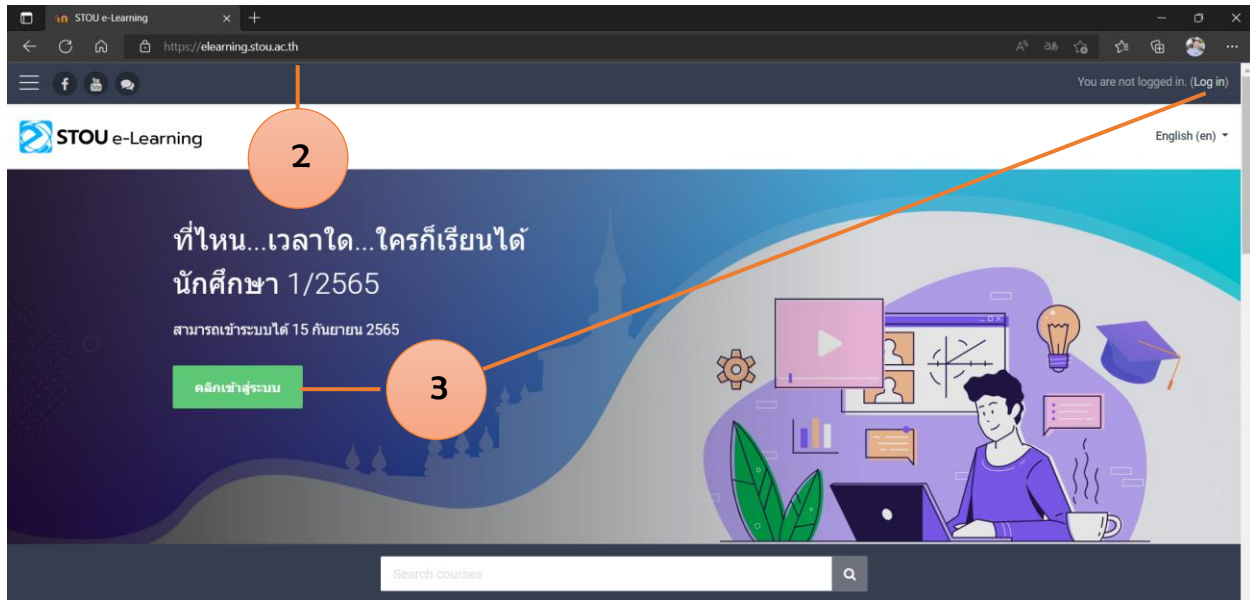 STOU e-Learning
https://elearning.stou.ac.th
You are not logged in. (Log in)
STOU e-Learning
English (en)
2
ที่ไหน...เวลาใด...ใครก็เรียนได้
นักศึกษา 1/2565
สามารถเข้าระบบได้ 15 กันยายน 2565
คลิกเข้าสู่ระบบ
3
Search courses